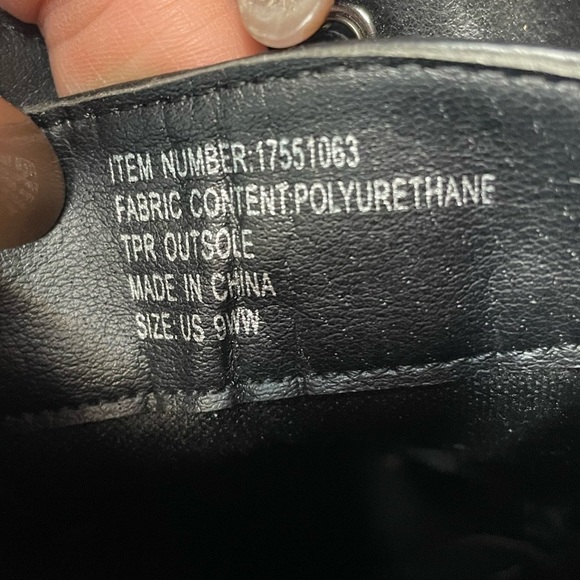 ITEM NUMBER:17551063
FABRIC CONTENT:POLYURETHANE
TPR OUTSOLE
MADE IN CHINA
SIZE: US 9WW